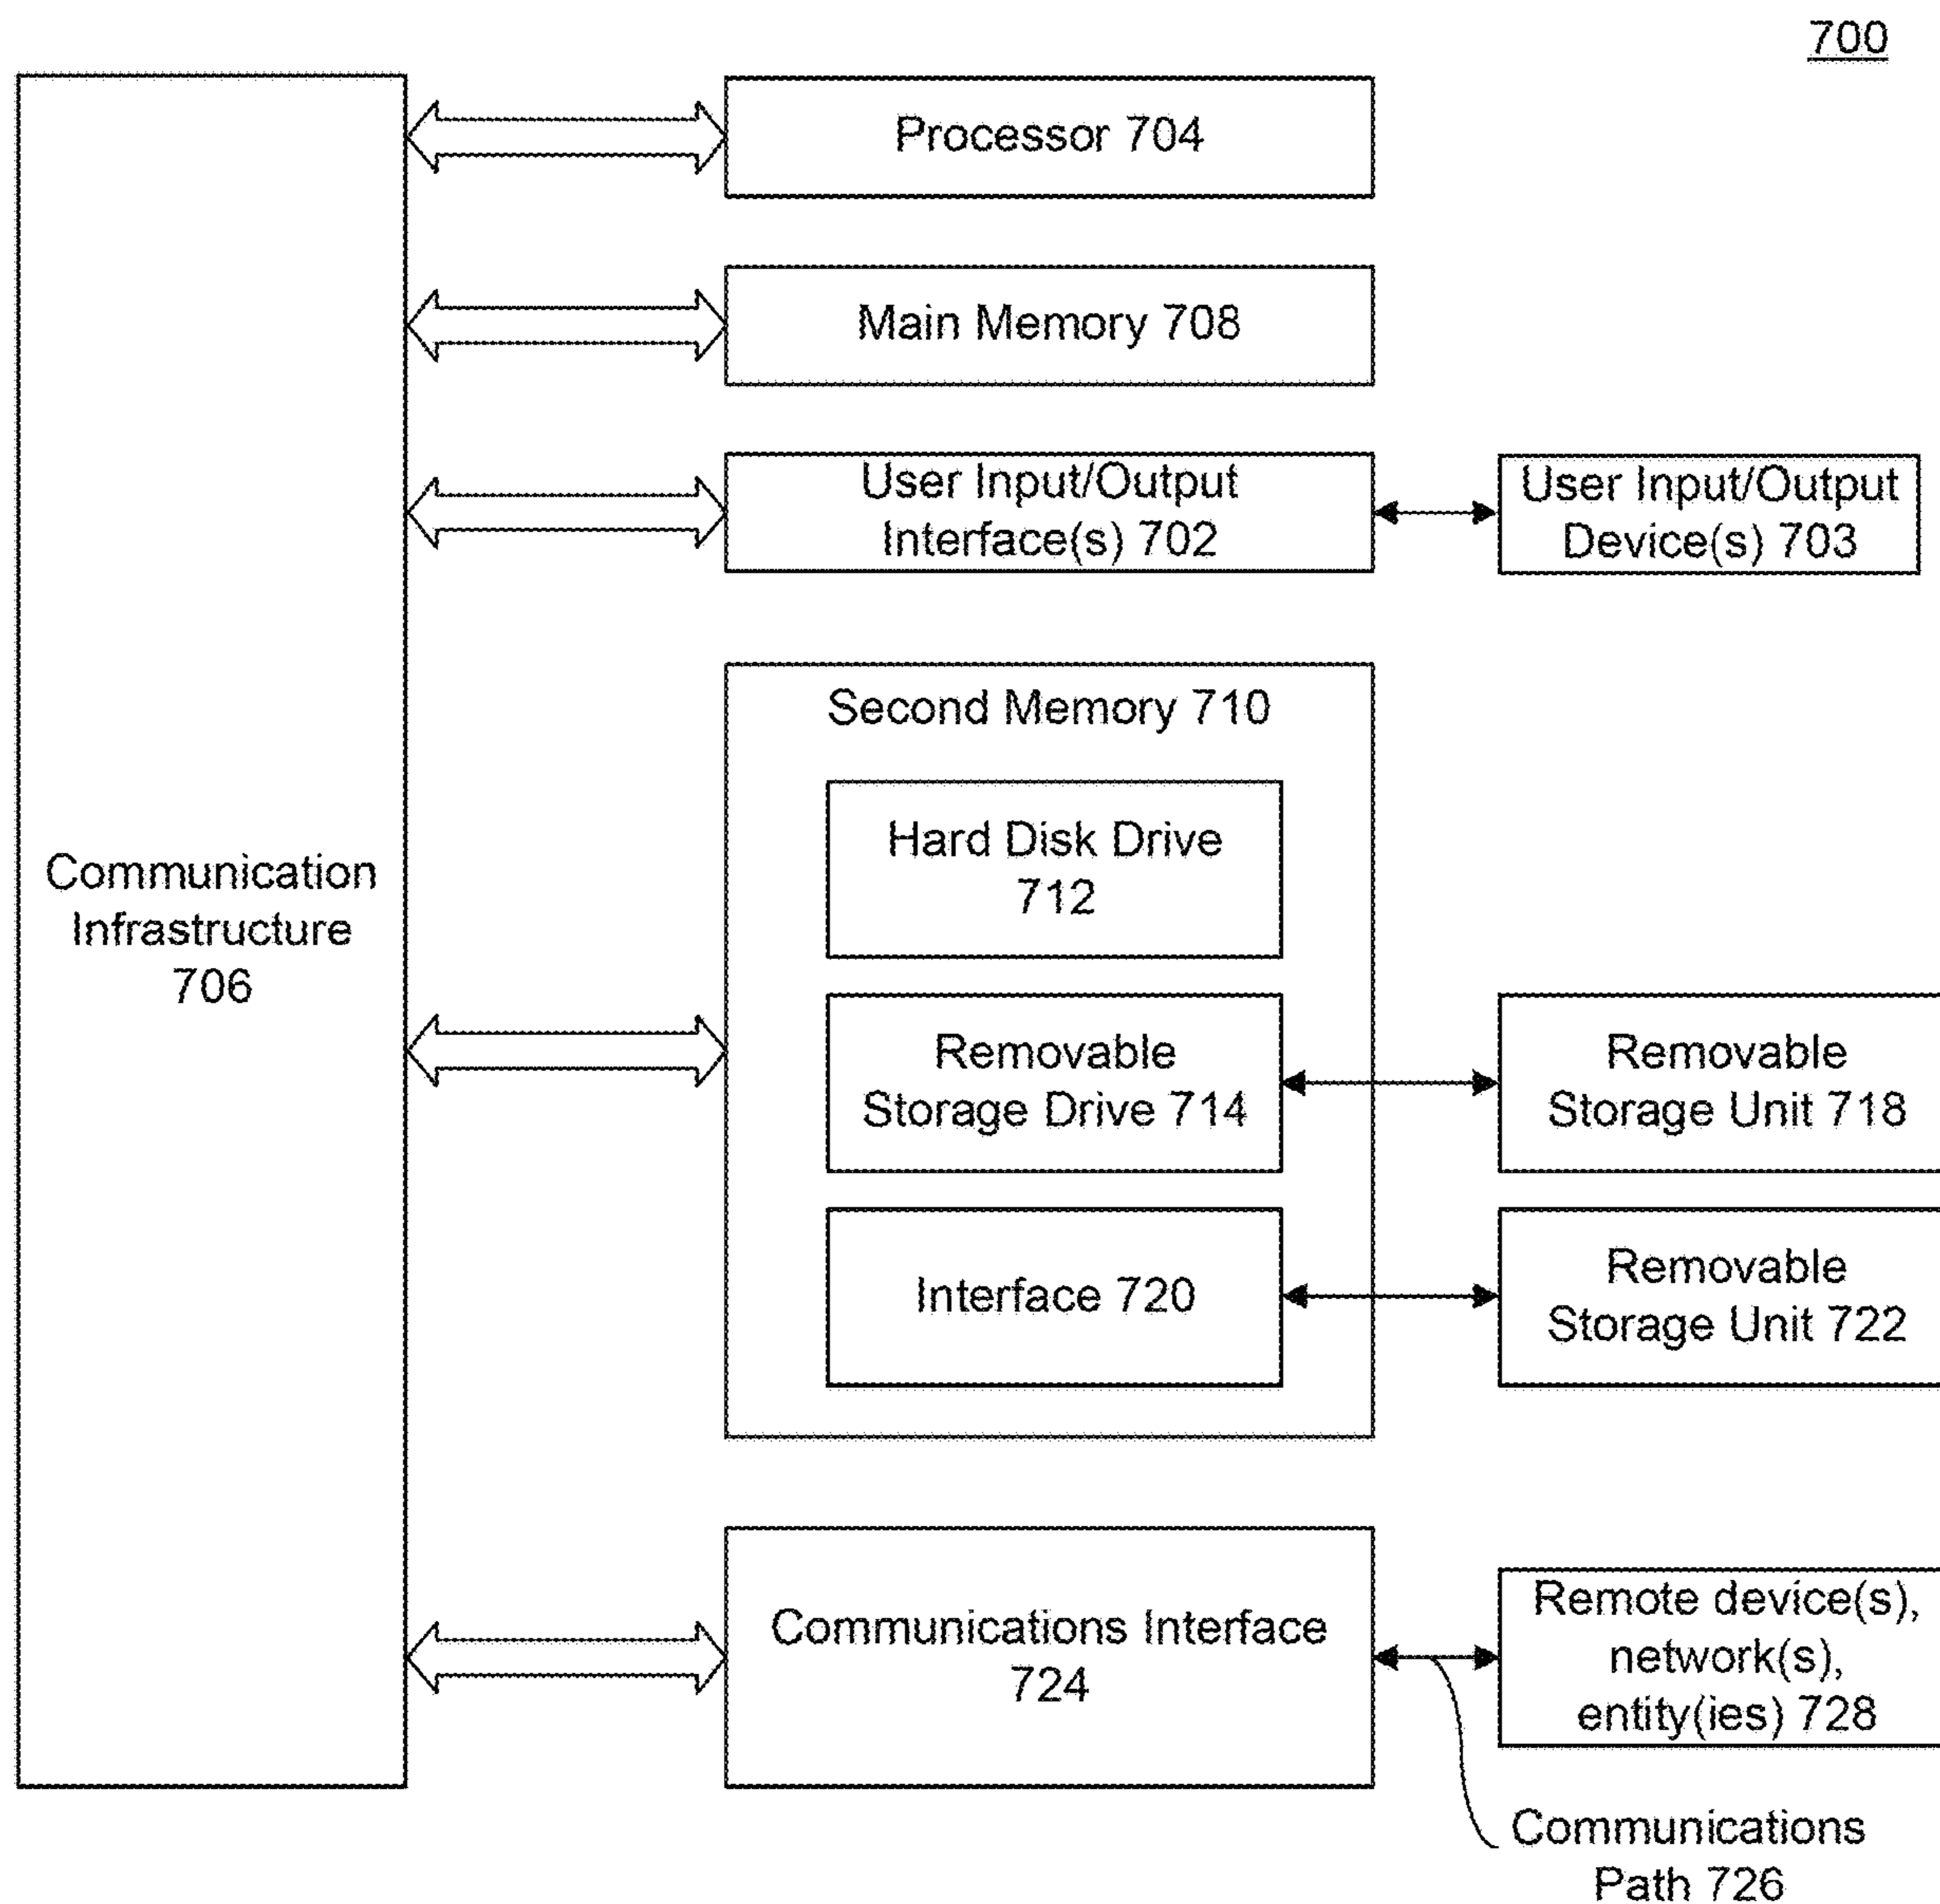 700
Processor 704
Main Memory 708
User Input/Output
Interface(s) 702
User Input/Output
Device(s) 703
Second Memory 710
Hard Disk Drive
712
Communication
Infrastructure
706
Removable
Storage Drive 714
Removable
Storage Unit 718
Interface 720
Removable
Storage Unit 722
Communications Interface
724
Remote device(s),
network(s),
entity(ies) 728
Communications
Path 726